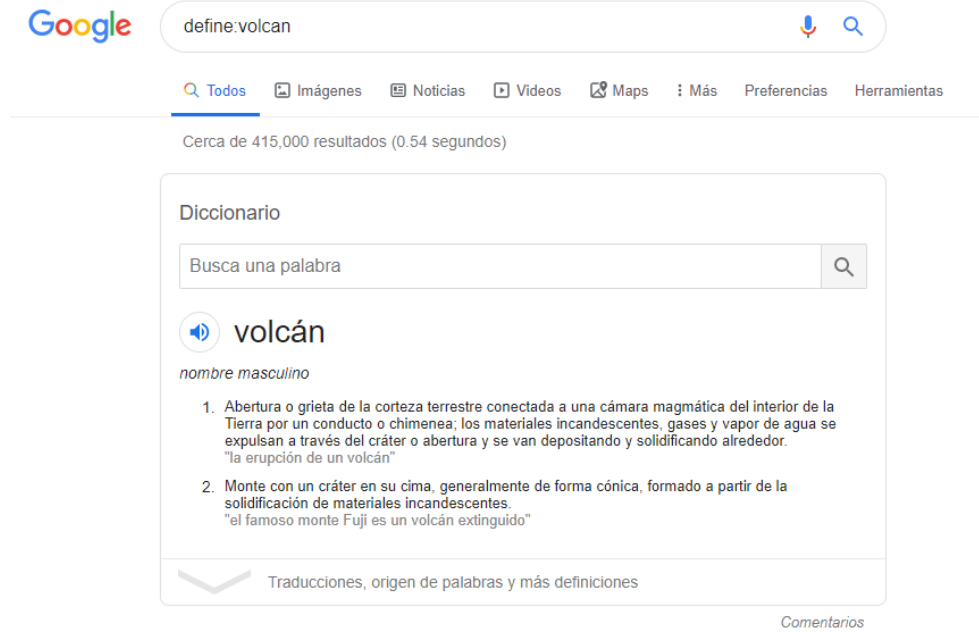 Google
define:volcan
Todos Imágenes Noticias Videos Maps Más Preferencias Herramientas
Cerca de 415,000 resultados (0.54 segundos)
Diccionario
Busca una palabra
volcán
nombre masculino
1. Abertura o grieta de la corteza terrestre conectada a una cámara magmática del interior de la
Tierra por un conducto o chimenea; los materiales incandescentes, gases y vapor de agua se
expulsan a través del cráter o abertura y se van depositando y solidificando alrededor.
"la erupción de un volcán"
2. Monte con un cráter en su cima, generalmente de forma cónica, formado a partir de la
solidificación de materiales incandescentes.
"el famoso monte Fuji es un volcán extinguido"
Traducciones, origen de palabras y más definiciones
Comentarios